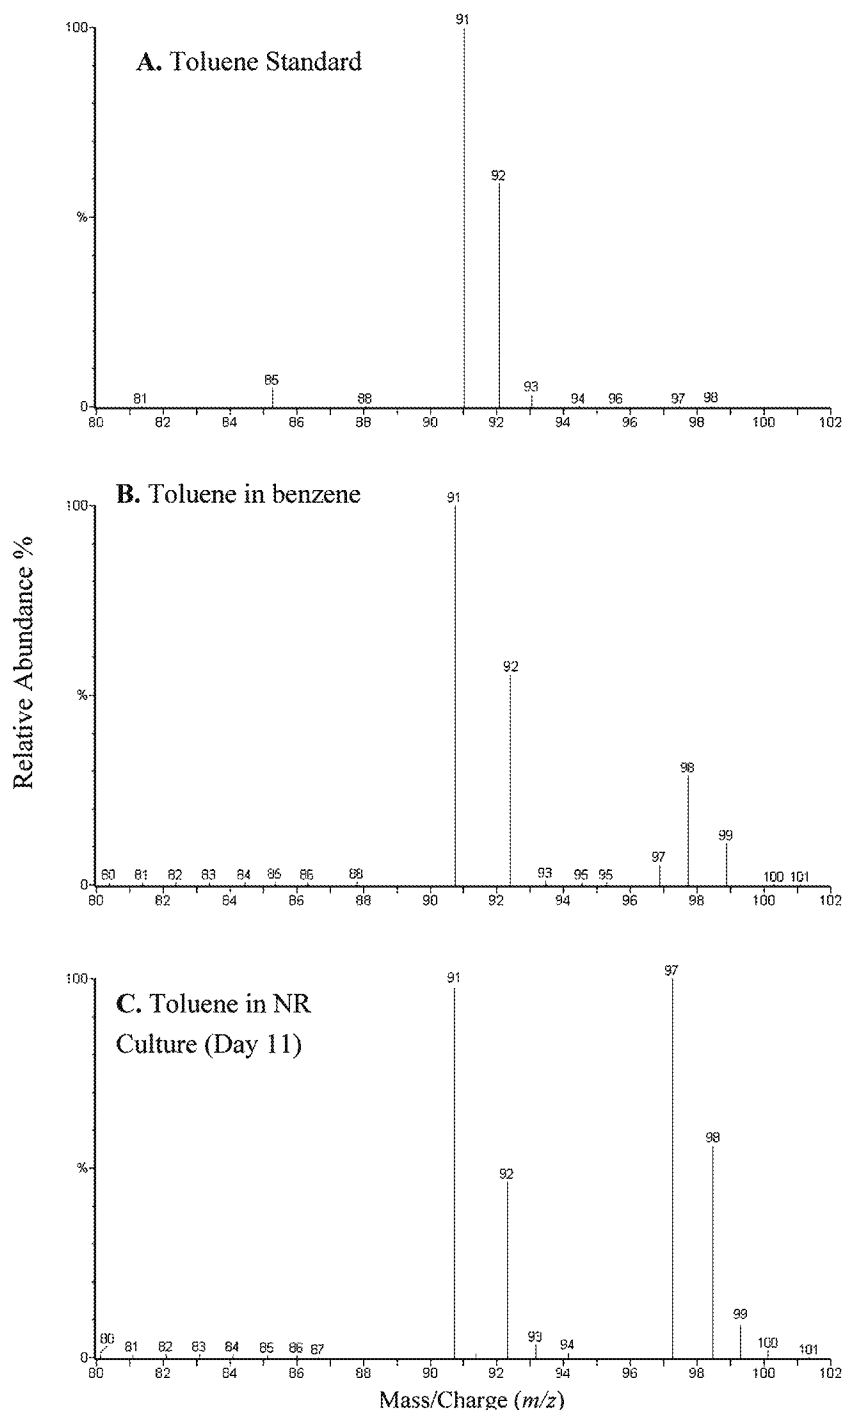 91
100
A. Toluene Standard
92
%
85
93
81
88
94
96
97
98
0
80 82 84 86 88 90 92 94 96 98 100 102
B. Toluene in benzene
91
100
92
%
98
99
97
80 81 82 83 84 85 86 88 93 95 95 100 101
0
80 82 84 86 88 90 92 94 96 98 100 102
Relative Abundance %
91
97
100
C. Toluene in NR
Culture (Day 11)
98
92
%
99
80
81 82 83 84 85 86 87 93 94 100 101
0
80 82 84 86 88 90 92 94 96 98 100 102
Mass/Charge (m/z)